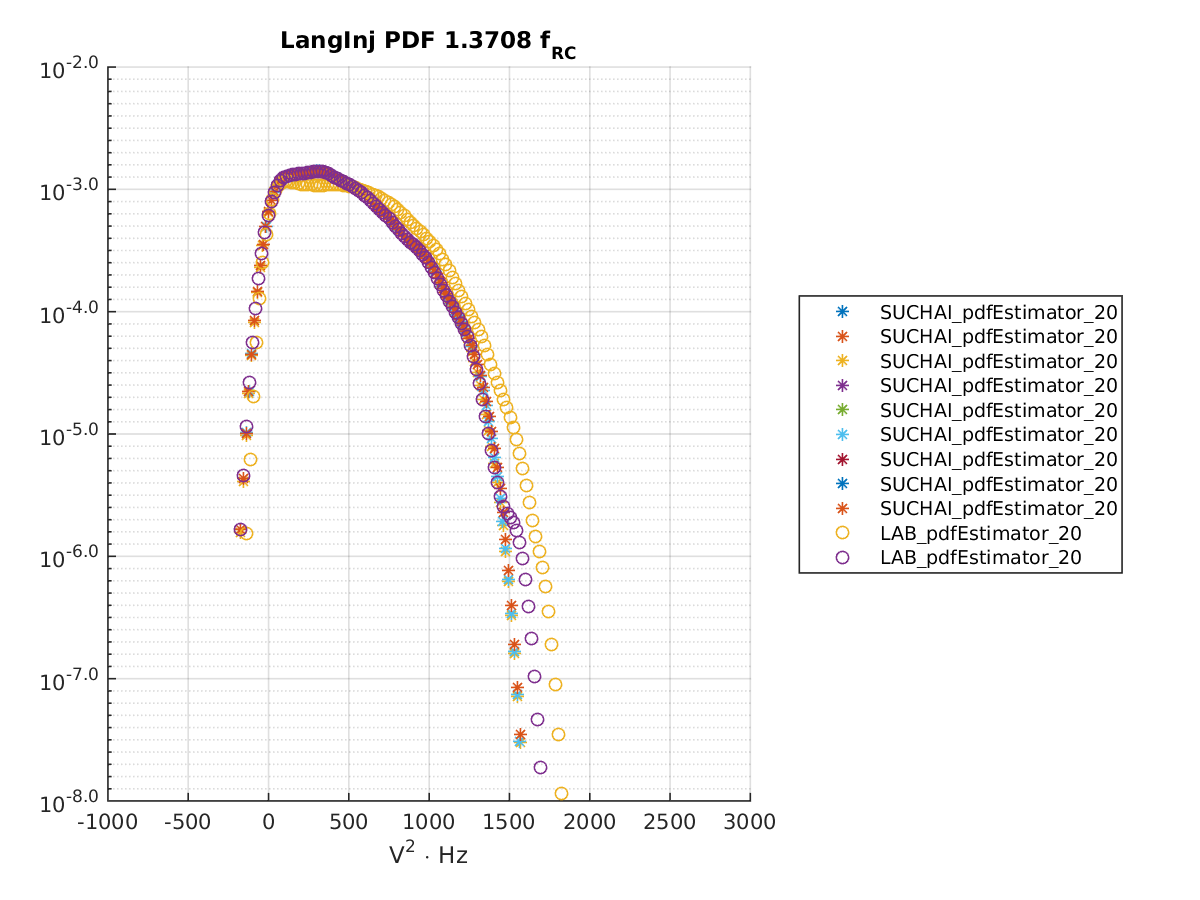 LangInj PDF 1.3708 f_RC
10^-2.0
10^-3.0
10^-4.0
10^-5.0
10^-6.0
10^-7.0
10^-8.0
-1000 -500 0 500 1000 1500 2000 2500 3000
V^2 · Hz
SUCHAI_pdfEstimator_20
SUCHAI_pdfEstimator_20
SUCHAI_pdfEstimator_20
SUCHAI_pdfEstimator_20
SUCHAI_pdfEstimator_20
SUCHAI_pdfEstimator_20
SUCHAI_pdfEstimator_20
SUCHAI_pdfEstimator_20
SUCHAI_pdfEstimator_20
LAB_pdfEstimator_20
LAB_pdfEstimator_20